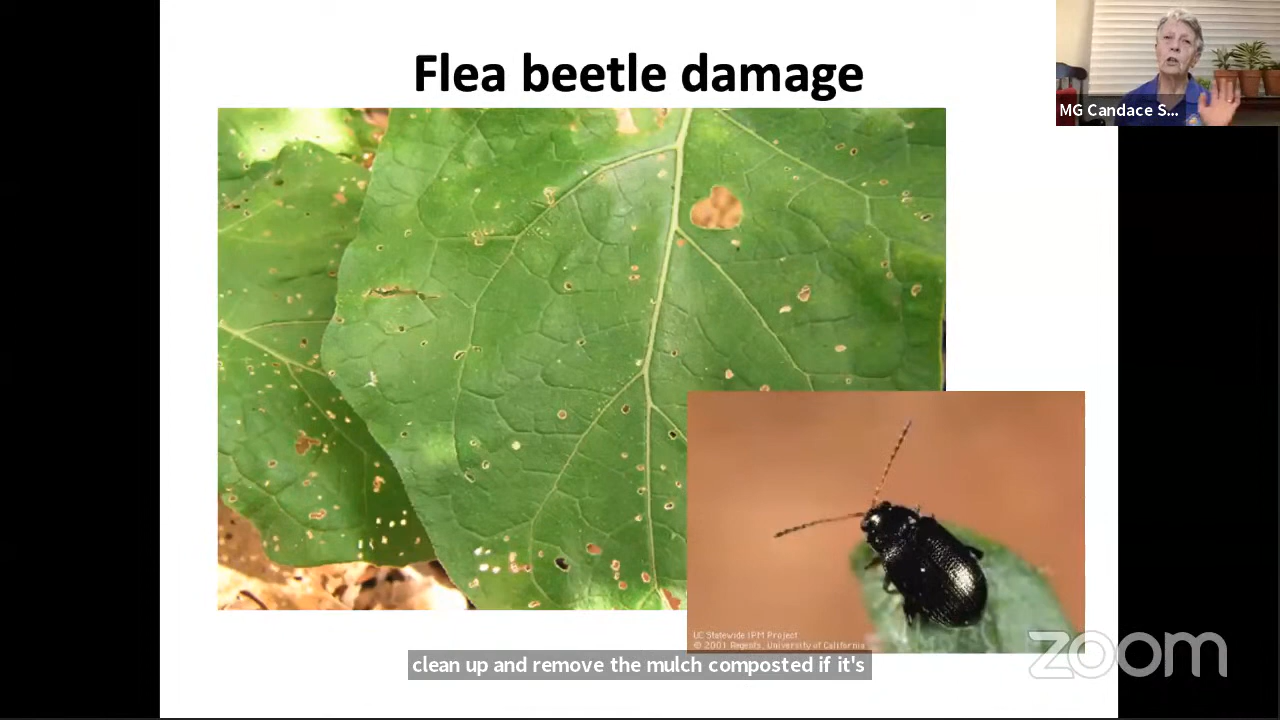 Flea beetle damage
MG Candace S...
UC Statewide IPM Project
© 2001 Regents, University of California
clean up and remove the mulch composted if it's
zoom